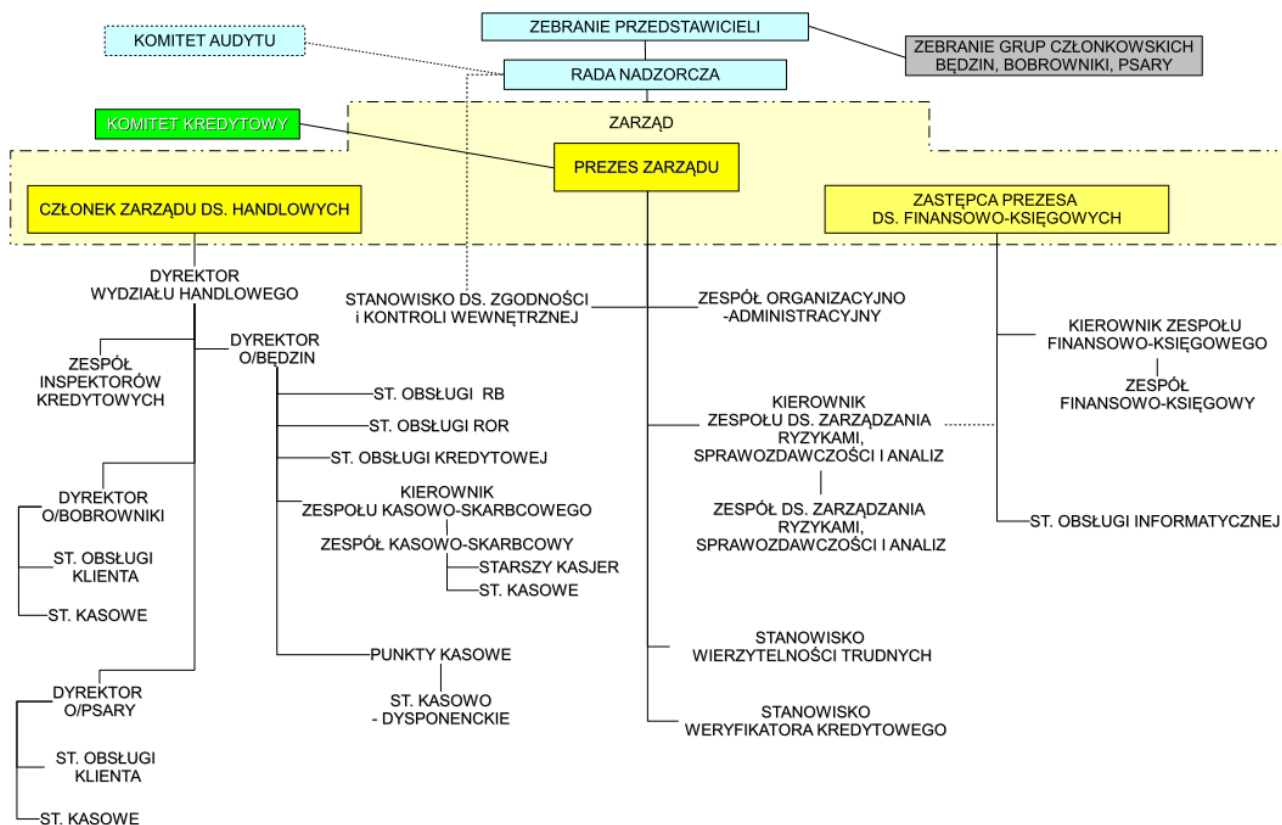 ZEBRANIE PRZEDSTAWICIELI
KOMITET AUDYTU
ZEBRANIE GRUP CZŁONKOWSKICH
BĘDZIN, BOBROWNIKI, PSARY
RADA NADZORCZA
KOMITET KREDYTOWY
ZARZĄD
PREZES ZARZĄDU
CZŁONEK ZARZĄDU DS. HANDLOWYCH
ZASTĘPCA PREZESA
DS. FINANSOWO-KSIĘGOWYCH
DYREKTOR
WYDZIAŁU HANDLOWEGO
ZESPÓŁ
INSPEKTORÓW
KREDYTOWYCH
DYREKTOR
O/BĘDZIN
ST. OBSŁUGI RB
ST. OBSŁUGI ROR
ST. OBSŁUGI KREDYTOWEJ
KIEROWNIK
ZESPOŁU KASOWO-SKARBCOWEGO
ZESPÓŁ KASOWO-SKARBCOWY
STARSZY KASJER
ST. KASOWE
PUNKTY KASOWE
ST. KASOWO
- DYSPONENCKIE
DYREKTOR
O/BOBROWNIKI
ST. OBSŁUGI
KLIENTA
ST. KASOWE
DYREKTOR
O/PSARY
ST. OBSŁUGI
KLIENTA
ST. KASOWE
STANOWISKO DS. ZGODNOŚCI
i KONTROLI WEWNĘTRZNEJ
ZESPÓŁ ORGANIZACYJNO
-ADMINISTRACYJNY
KIEROWNIK
ZESPOŁU DS. ZARZĄDZANIA
RYZYKAMI,
SPRAWOZDAWCZOŚCI I ANALIZ
ZESPÓŁ DS. ZARZĄDZANIA
RYZYKAMI,
SPRAWOZDAWCZOŚCI I ANALIZ
STANOWISKO
WIERZYTELNOŚCI TRUDNYCH
STANOWISKO
WERYFIKATORA KREDYTOWEGO
KIEROWNIK ZESPOŁU
FINANSOWO-KSIĘGOWEGO
ZESPÓŁ
FINANSOWO-KSIĘGOWY
ST. OBSŁUGI INFORMATYCZNEJ